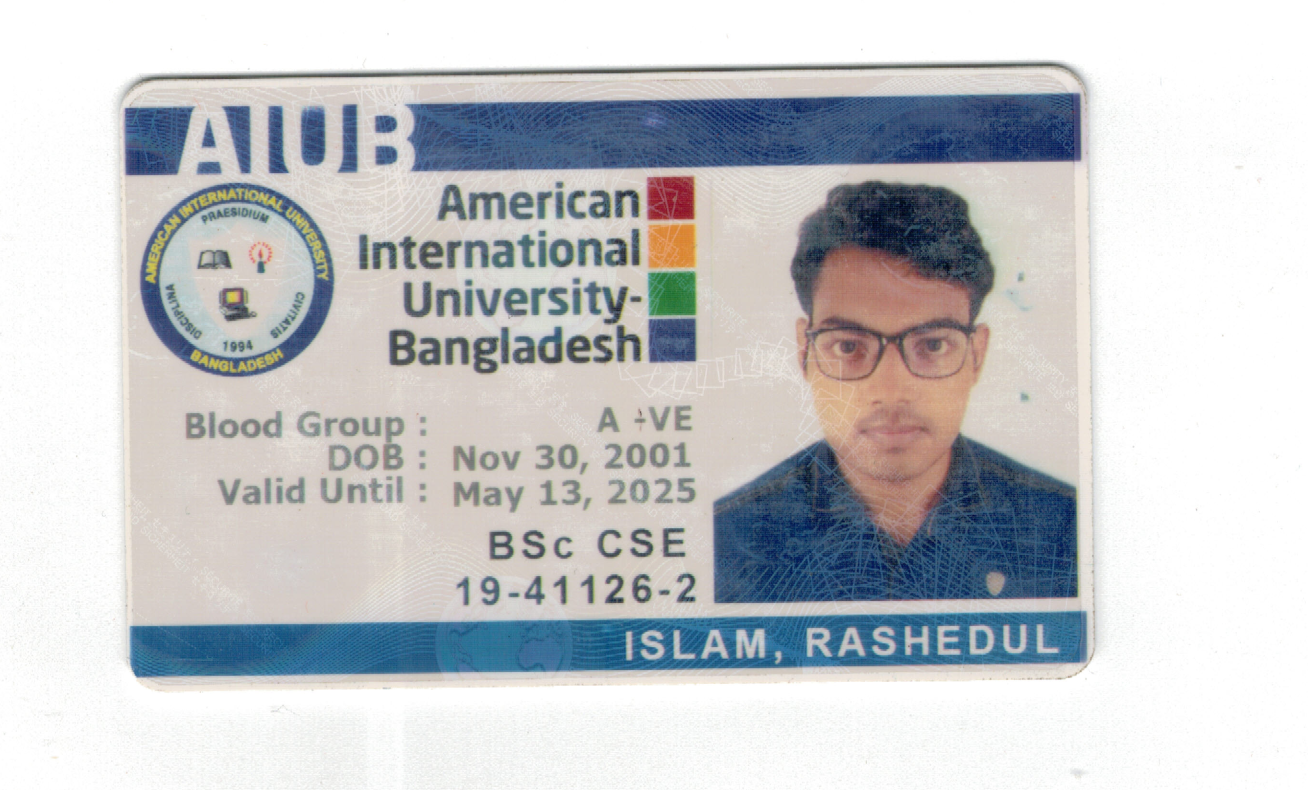 AIUB
AMERICAN INTERNATIONAL UNIVERSITY
BANGLADESH
PRAESIDIUM
DISCIPLINA
CIVITATIS
1994
American
International
University-
Bangladesh
Blood Group : A +VE
DOB : Nov 30, 2001
Valid Until : May 13, 2025
BSc CSE
19-41126-2
ISLAM, RASHEDUL